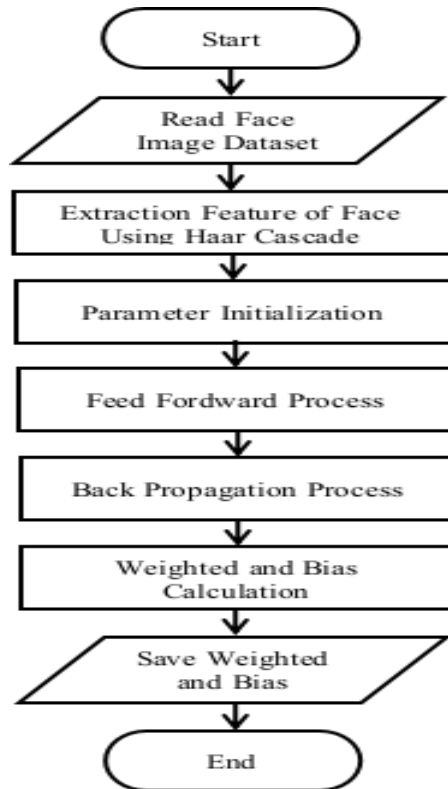 Start
Read Face
Image Dataset
Extraction Feature of Face
Using Haar Cascade
Parameter Initialization
Feed Fordward Process
Back Propagation Process
Weighted and Bias
Calculation
Save Weighted
and Bias
End